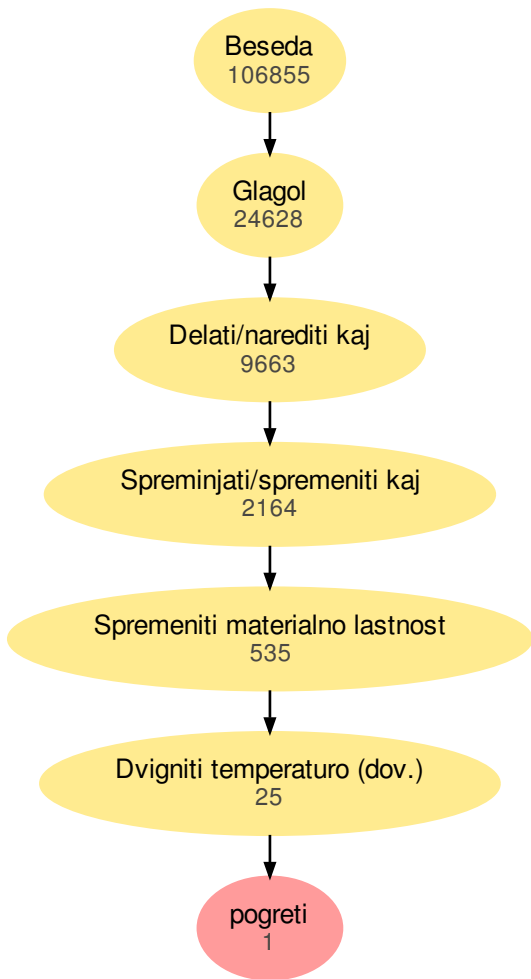 Beseda
106855
Glagol
24628
Delati/narediti kaj
9663
Spreminjati/spremeniti kaj
2164
Spremeniti materialno lastnost
535
Dvigniti temperaturo (dov.)
25
pogreti
1